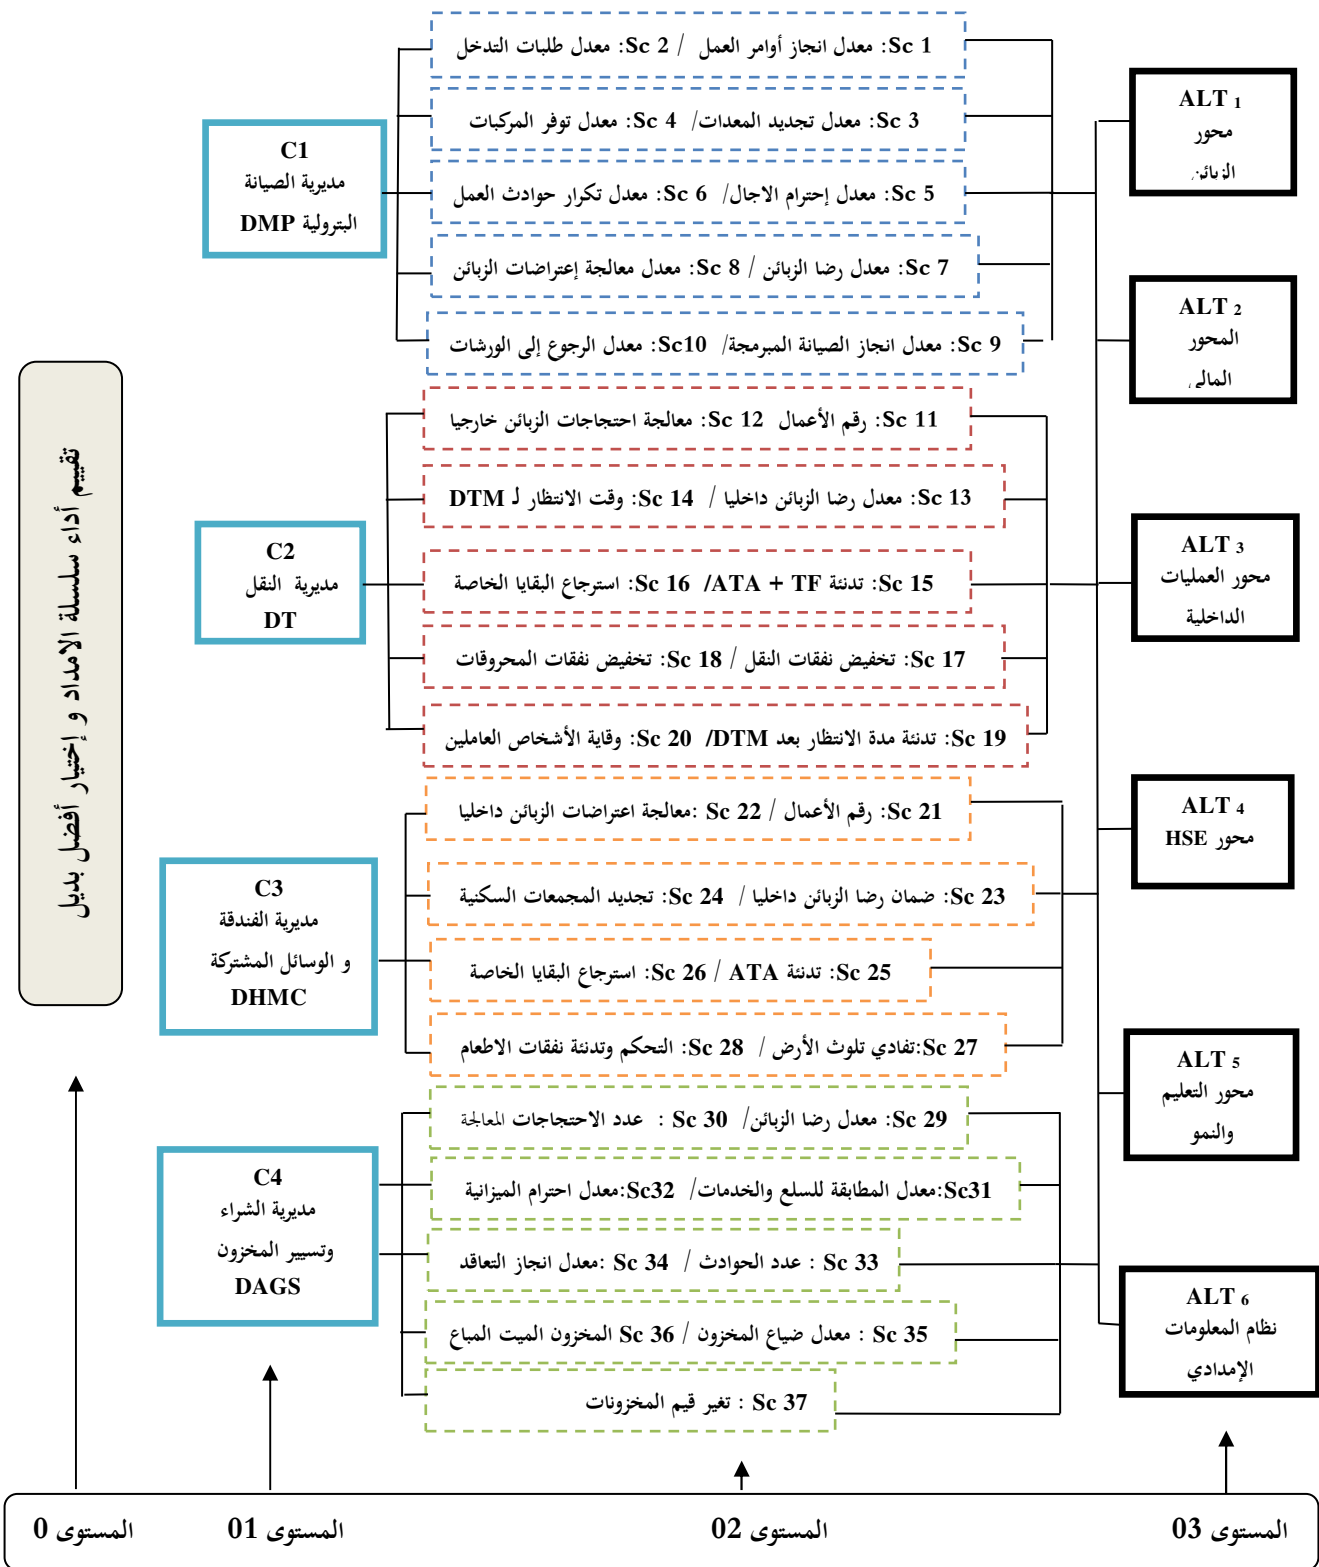 Sc 1: معدل انجاز أوامر العمل / Sc 2: معدل طلبات التدخل
Sc 3: معدل تجديد المعدات/ Sc 4: معدل توفر المركبات
Sc 5: معدل إحترام الاجال/ Sc 6: معدل تكرار حوادث العمل
Sc 7: معدل رضا الزبائن / Sc 8: معدل معالجة إعتراضات الزبائن
Sc 9: معدل انجاز الصيانة المبرمجة/ Sc10: معدل الرجوع إلى الورشات
C1
مديرية الصيانة
البترولية DMP
Sc 11: رقم الأعمال Sc 12: معالجة احتجاجات الزبائن خارجيا
Sc 13: معدل رضا الزبائن داخليا / Sc 14: وقت الانتظار لـ DTM
Sc 15: تدنئة ATA + TF/ Sc 16: استرجاع البقايا الخاصة
Sc 17: تخفيض نفقات النقل / Sc 18: تخفيض نفقات المحروقات
Sc 19: تدنئة مدة الانتظار بعد DTM/ Sc 20: وقاية الأشخاص العاملين
C2
مديرية النقل
DT
Sc 21: رقم الأعمال / Sc 22 :معالجة اعتراضات الزبائن داخليا
Sc 23: ضمان رضا الزبائن داخليا / Sc 24: تجديد المجمعات السكنية
Sc 25: تدنئة ATA / Sc 26: استرجاع البقايا الخاصة
Sc 27:تفادي تلوث الأرض / Sc 28: التحكم وتدنئة نفقات الاطعام
C3
مديرية الفندقة
و الوسائل المشتركة
DHMC
Sc 29: معدل رضا الزبائن/ Sc 30 : عدد الاحتجاجات المعالجة
Sc31:معدل المطابقة للسلع والخدمات/ Sc32:معدل احترام الميزانية
Sc 33 : عدد الحوادث / Sc 34 :معدل انجاز التعاقد
Sc 35 : معدل ضياع المخزون / Sc 36 المخزون الميت المباع
Sc 37 : تغير قيم المخزونات
C4
مديرية الشراء
وتسيير المخزون
DAGS
ALT 1
محور
الزبائن
ALT 2
المحور
المالي
ALT 3
محور العمليات
الداخلية
ALT 4
محور HSE
ALT 5
محور التعليم
والنمو
ALT 6
نظام المعلومات
الإمدادي
تقييم أداء سلسلة الامداد و إختيار أفضل بديل
المستوى 0
المستوى 01
المستوى 02
المستوى 03